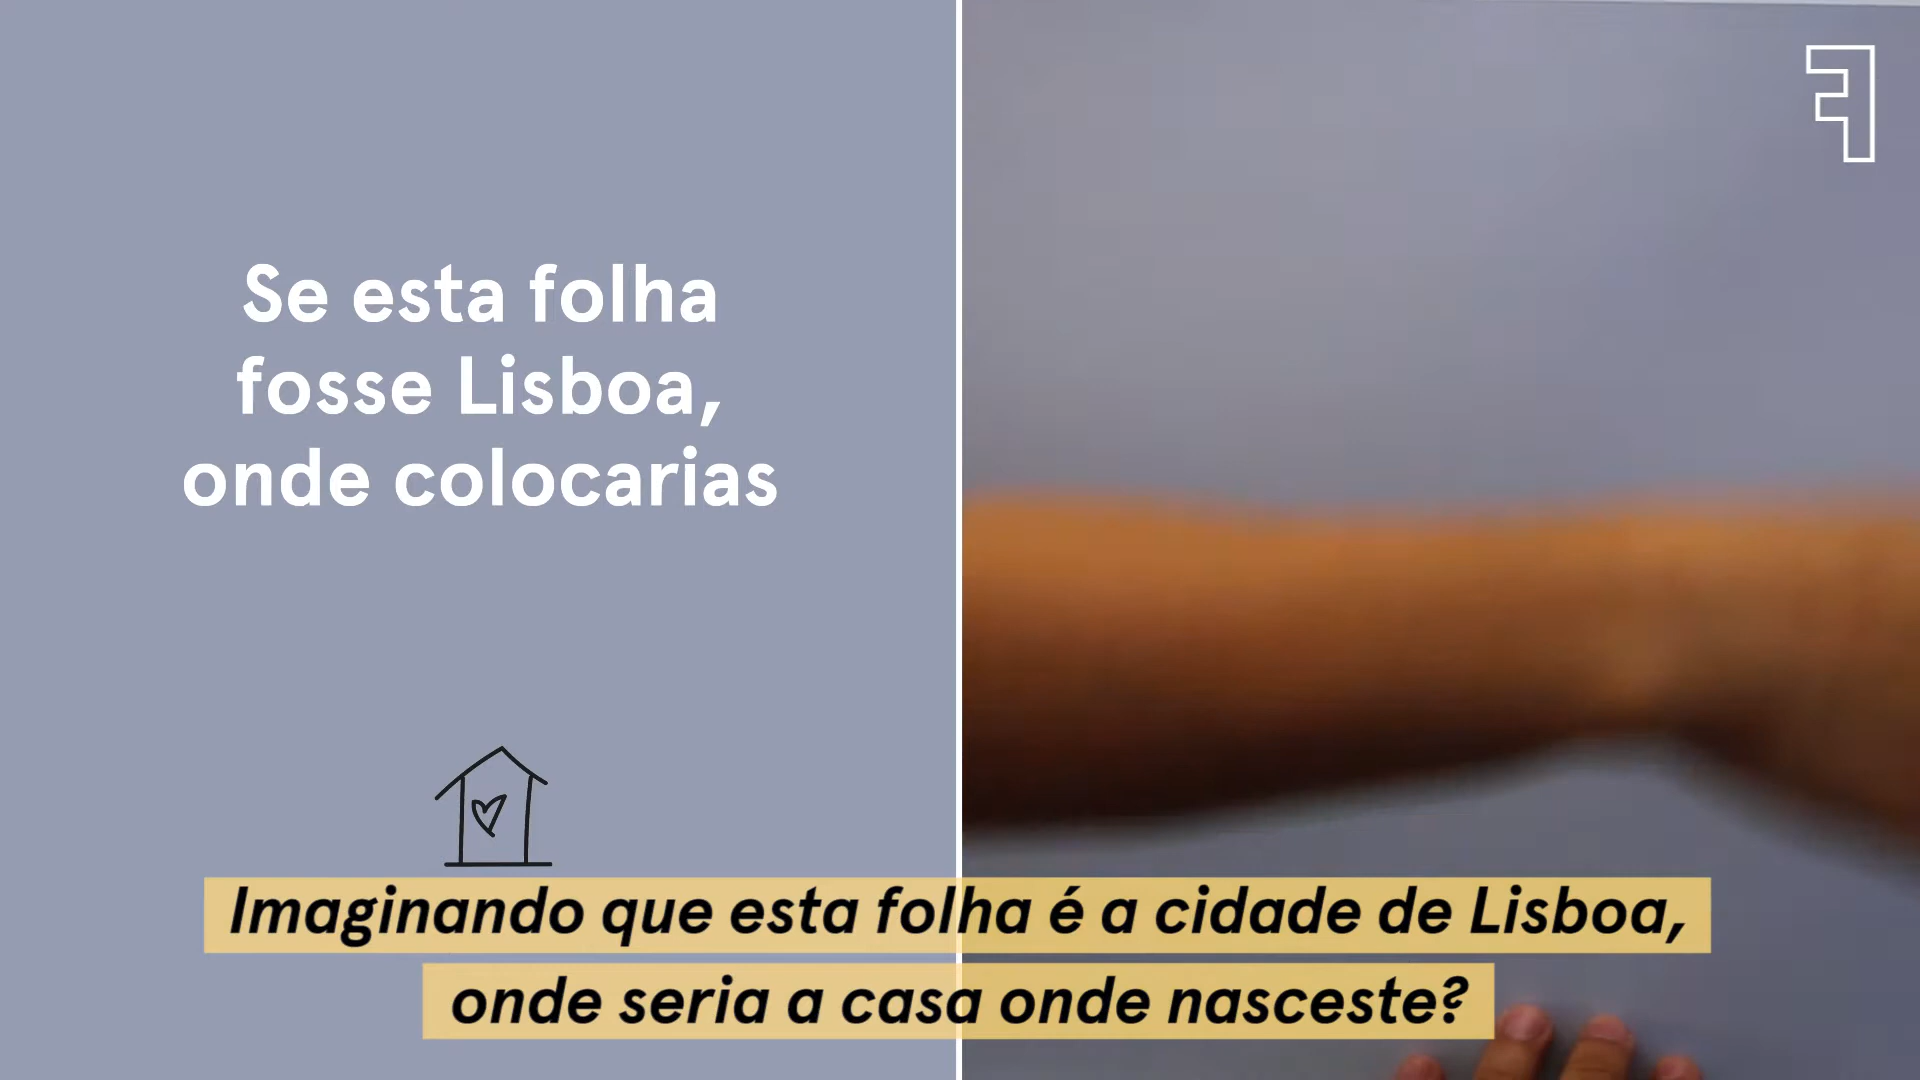 Se esta folha
fosse Lisboa,
onde colocarias
Imaginando que esta folha é a cidade de Lisboa,
onde seria a casa onde nasceste?